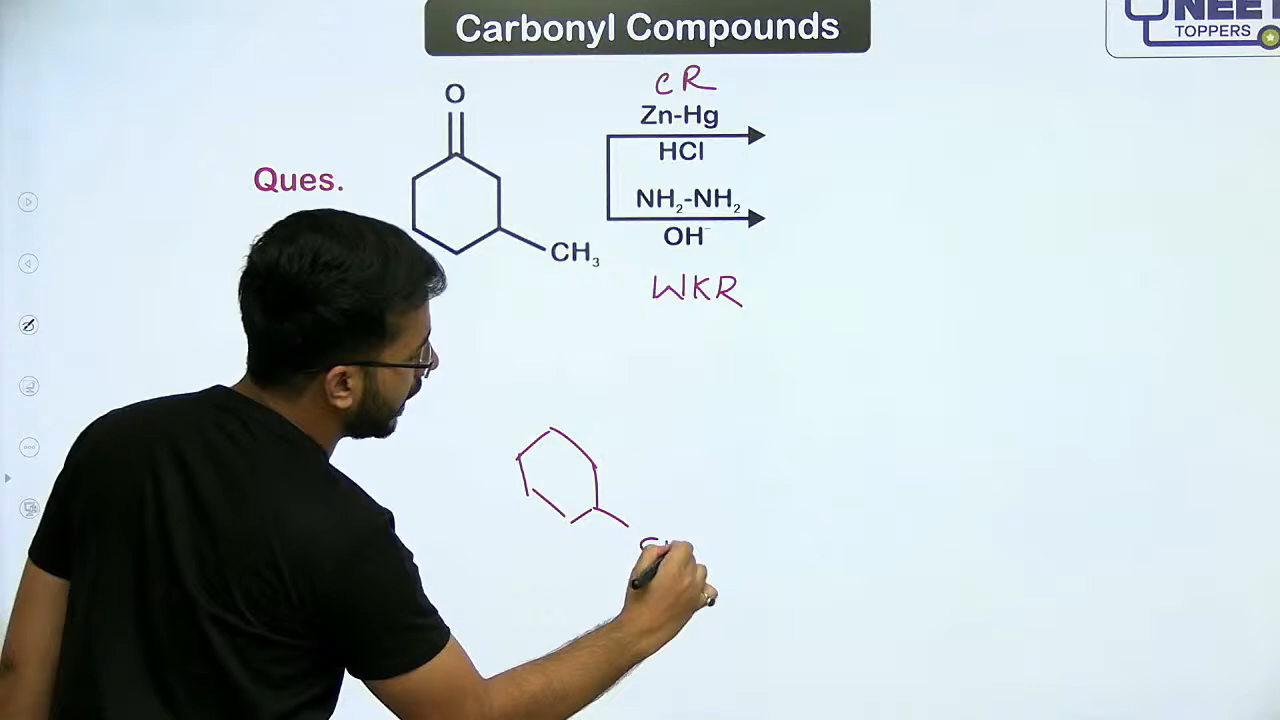 Carbonyl Compounds
NEET
TOPPERS
O
CR
Zn-Hg
HCl
Ques.
NH₂-NH₂
OH⁻
CH₃
WKR